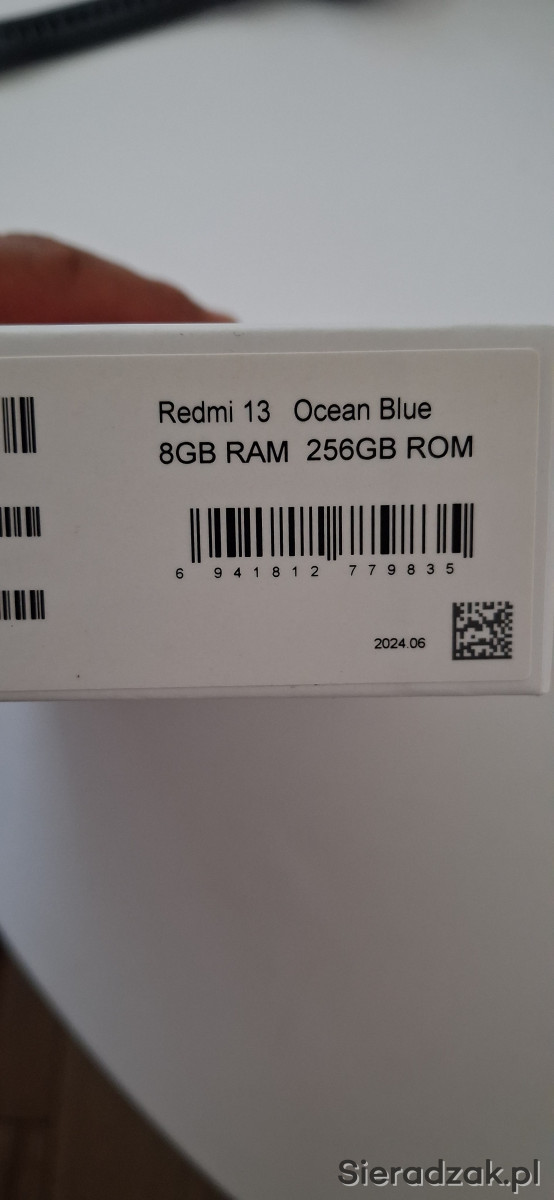 Redmi 13 Ocean Blue
8GB RAM 256GB ROM
6 941812 779835
2024.06
Sieradzak.pl